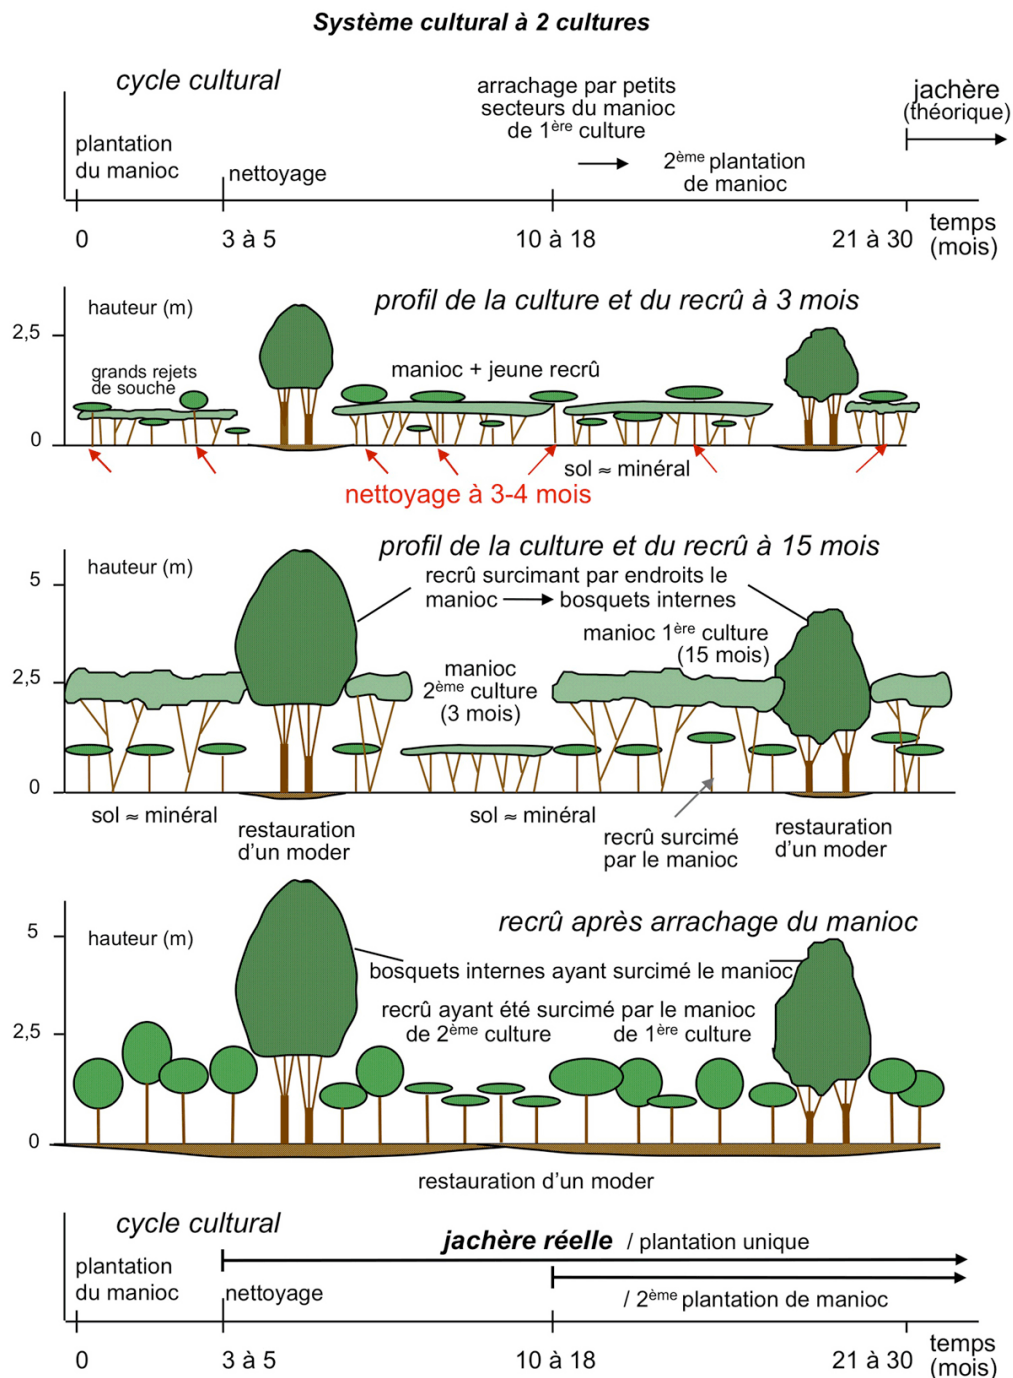 Système cultural à 2 cultures
cycle cultural
arrachage par petits
secteurs du manioc
de 1ère culture
jachère
(théorique)
plantation
du manioc
nettoyage
2ème plantation
de manioc
0
3 à 5
10 à 18
21 à 30
temps
(mois)
hauteur (m)
profil de la culture et du recrû à 3 mois
2,5
grands rejets
de souche
manioc + jeune recrû
0
sol ≈ minéral
nettoyage à 3-4 mois
profil de la culture et du recrû à 15 mois
hauteur (m)
5
recrû surcimant par endroits le
manioc → bosquets internes
manioc 1ère culture
(15 mois)
2,5
manioc
2ème culture
(3 mois)
0
sol ≈ minéral
sol ≈ minéral
restauration
d'un moder
recrû surcimé
par le manioc
restauration
d'un moder
recrû après arrachage du manioc
5
hauteur (m)
bosquets internes ayant surcimé le manioc
recrû ayant été surcimé par le manioc
de 2ème culture
de 1ère culture
2,5
0
restauration d'un moder
cycle cultural
jachère réelle / plantation unique
plantation
du manioc
nettoyage
/ 2ème plantation de manioc
0
3 à 5
10 à 18
21 à 30
temps
(mois)